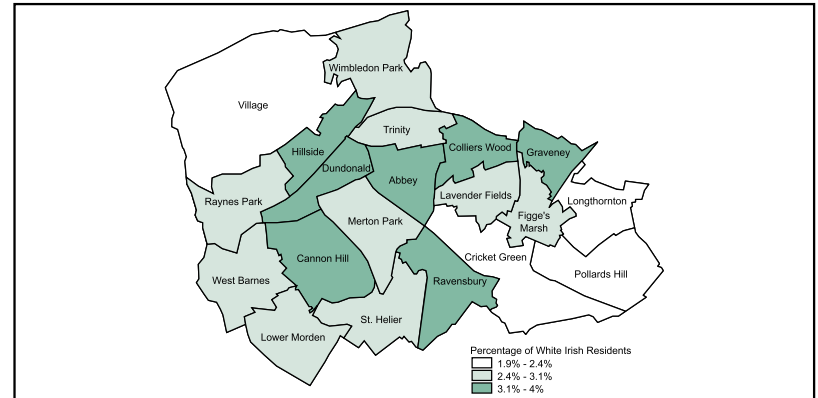 Wimbledon Park
Village
Trinity
Colliers Wood
Hillside
Graveney
Dundonald
Abbey
Lavender Fields
Raynes Park
Longthornton
Figge's
Marsh
Merton Park
Cricket Green
Cannon Hill
Pollards Hill
West Barnes
Ravensbury
St. Helier
Lower Morden
Percentage of White Irish Residents
1.9% - 2.4%
2.4% - 3.1%
3.1% - 4%